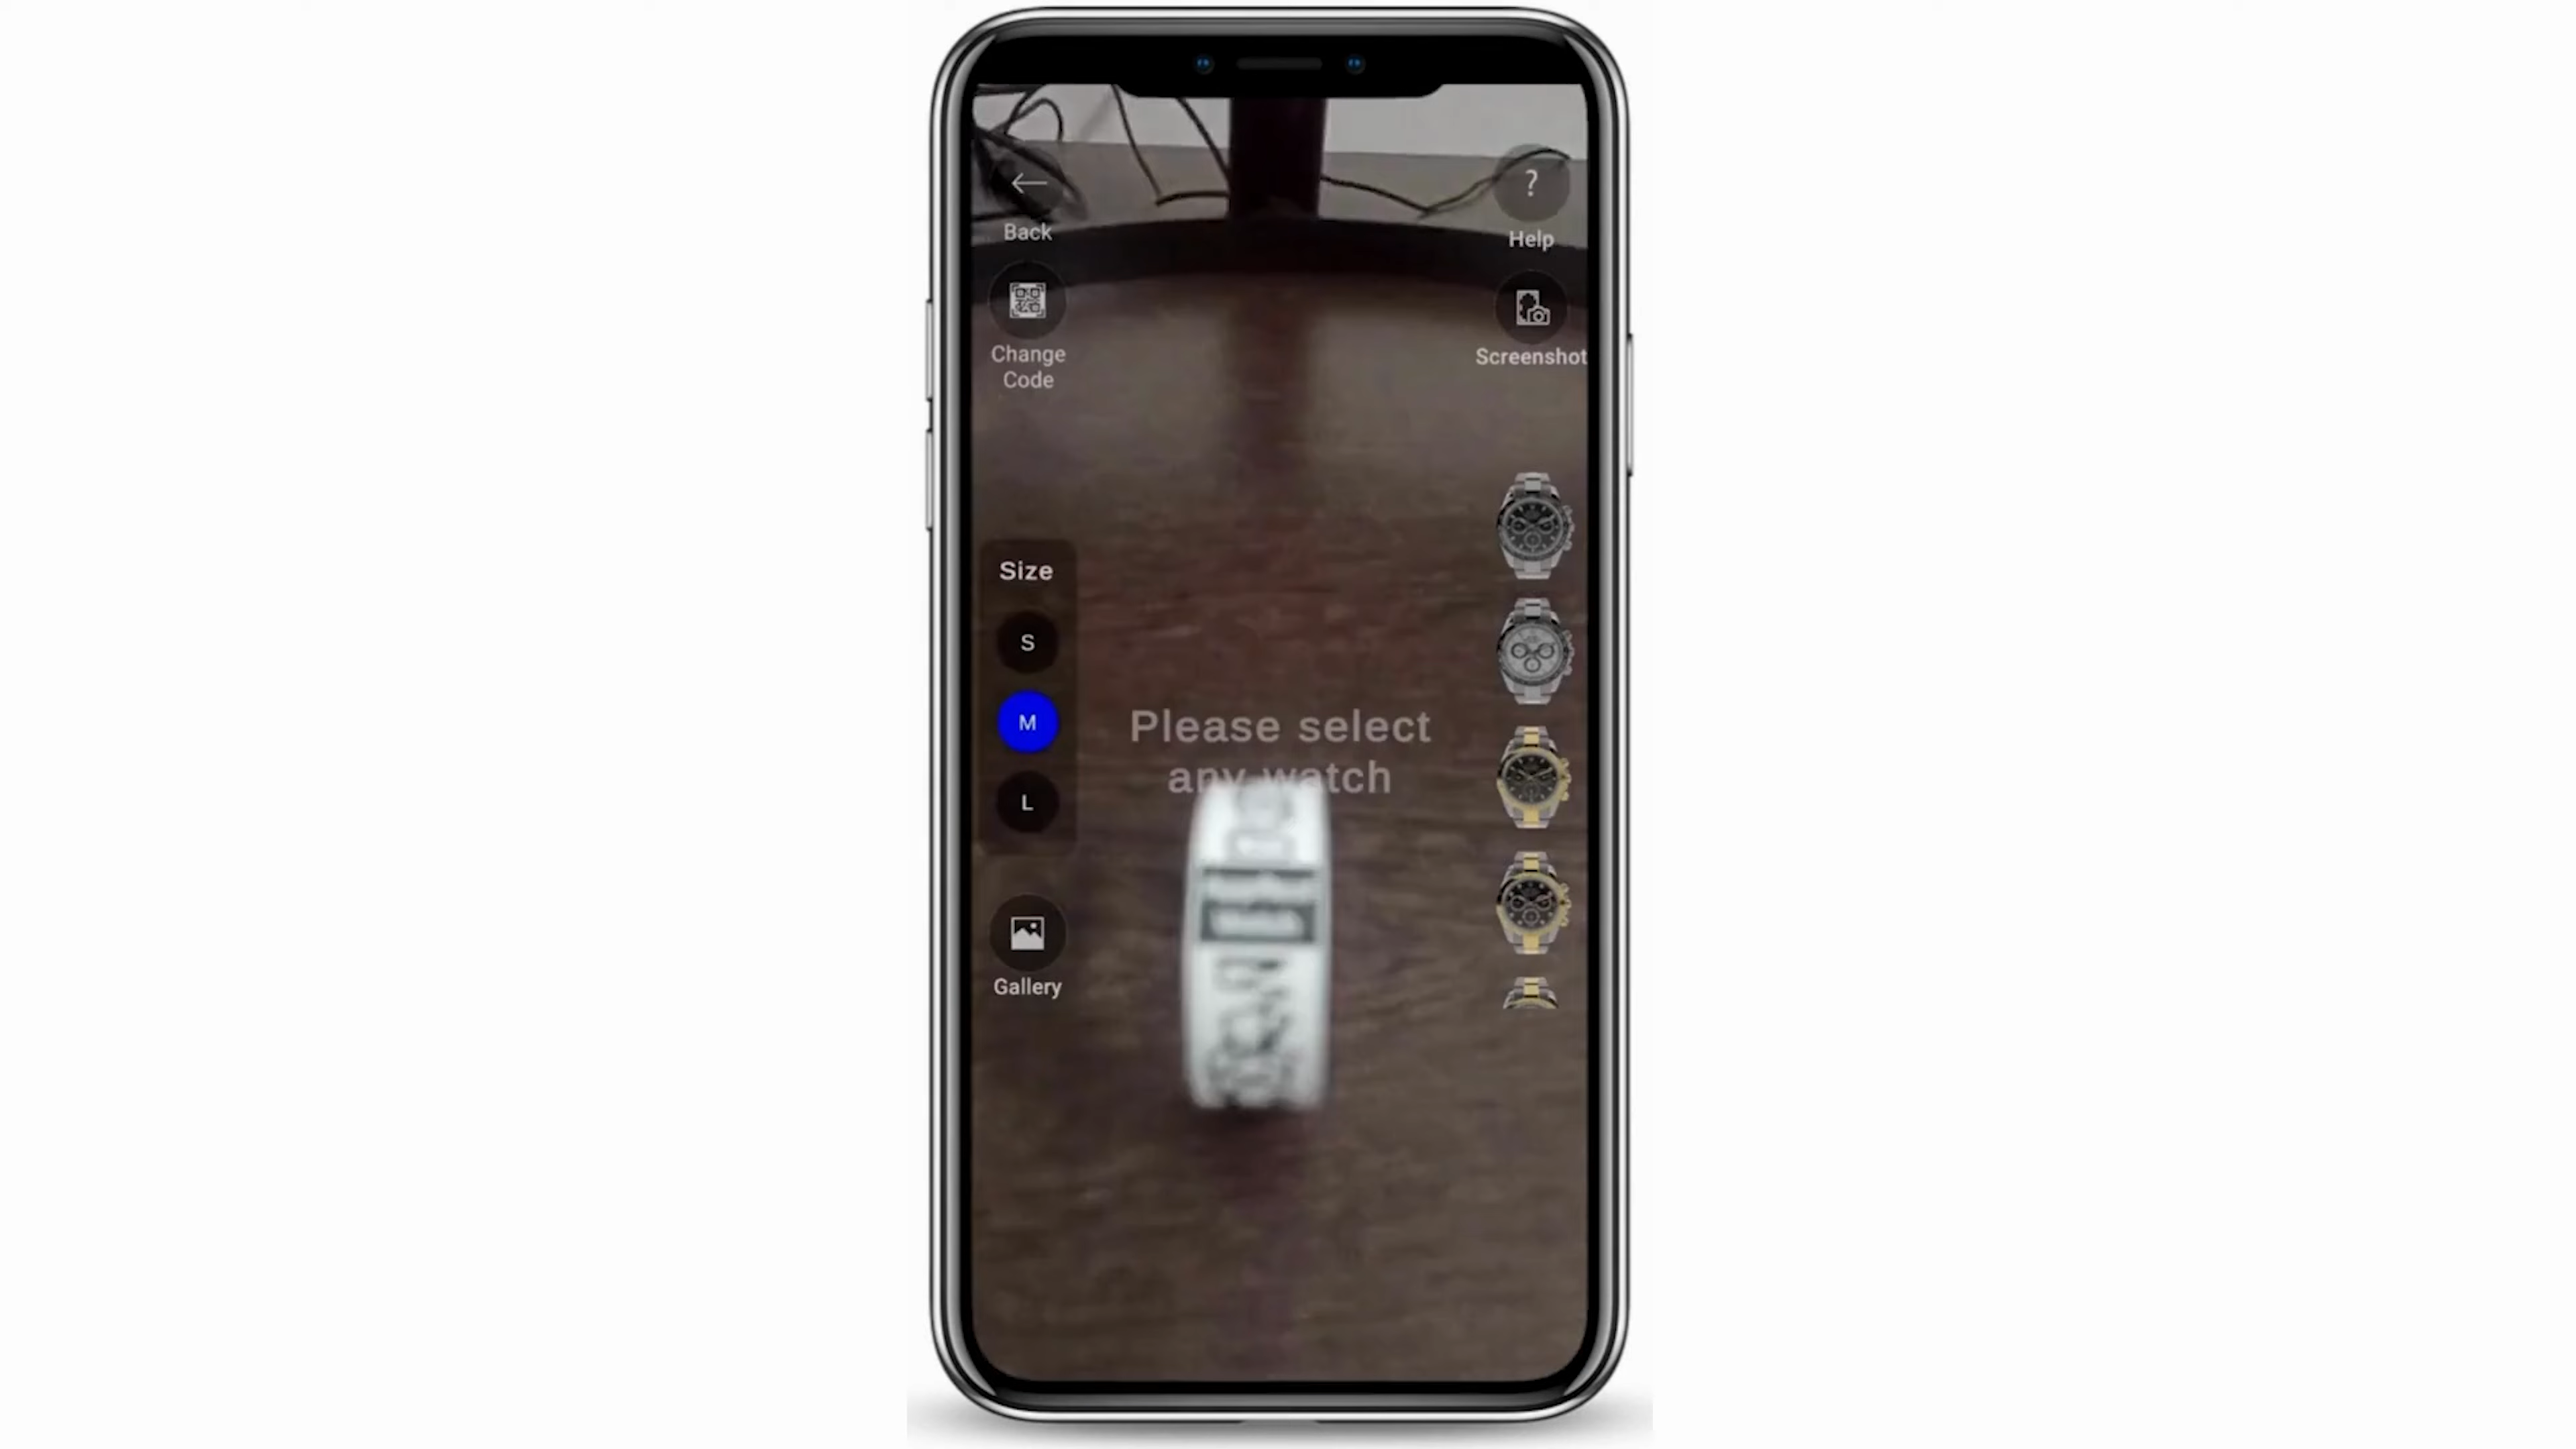 Back
?
Help
Change
Code
Screenshot
Size
S
M
L
Please select
any watch
Gallery